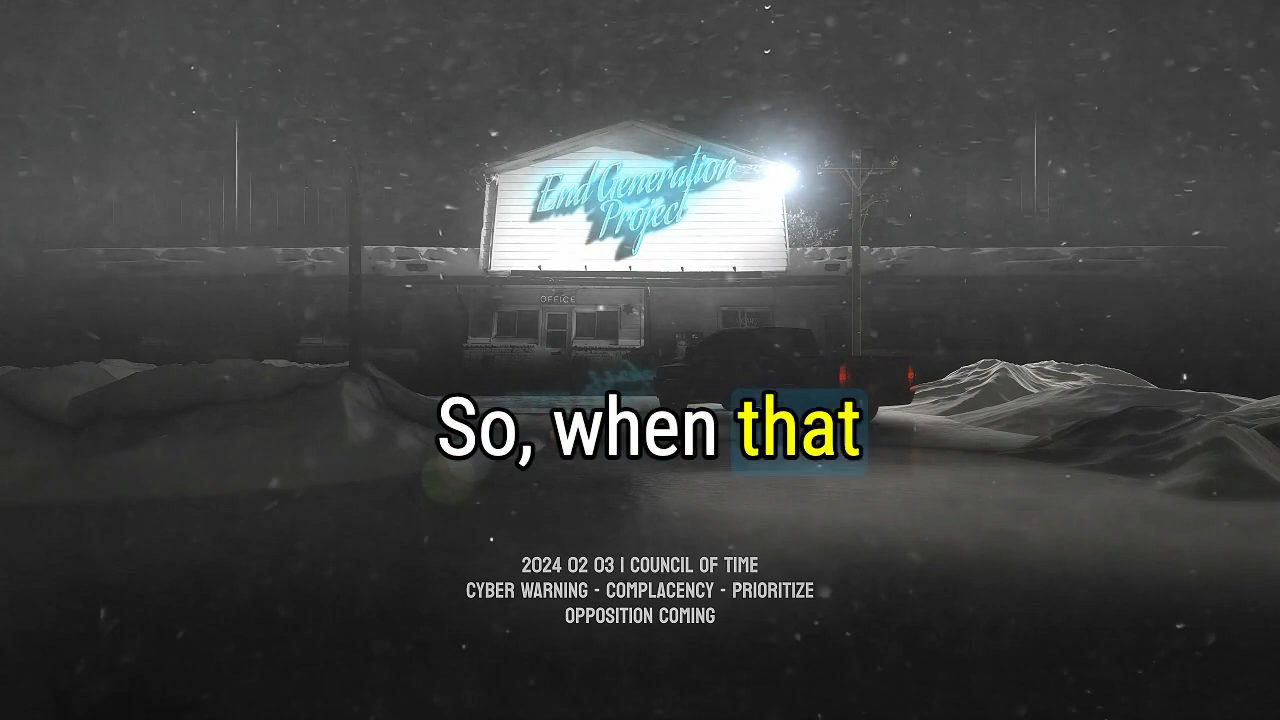 End Generation
Project
OFFICE
So, when that
2024 02 03 | COUNCIL OF TIME
CYBER WARNING - COMPLACENCY - PRIORITIZE
OPPOSITION COMING